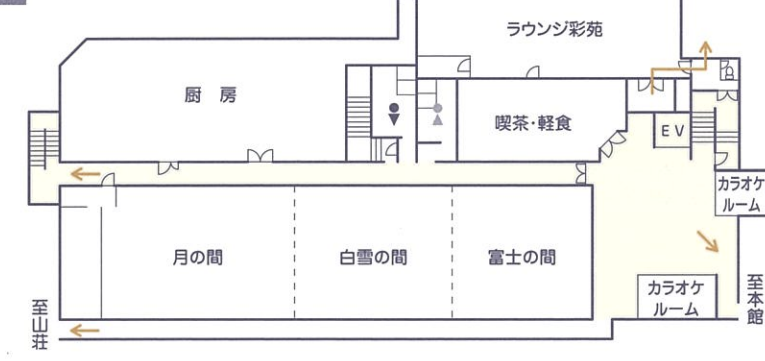 ラウンジ彩苑
厨 房
喫茶・軽食
EV
カラオケ
ルーム
月の間
白雪の間
富士の間
カラオケ
ルーム
至山荘
至本館